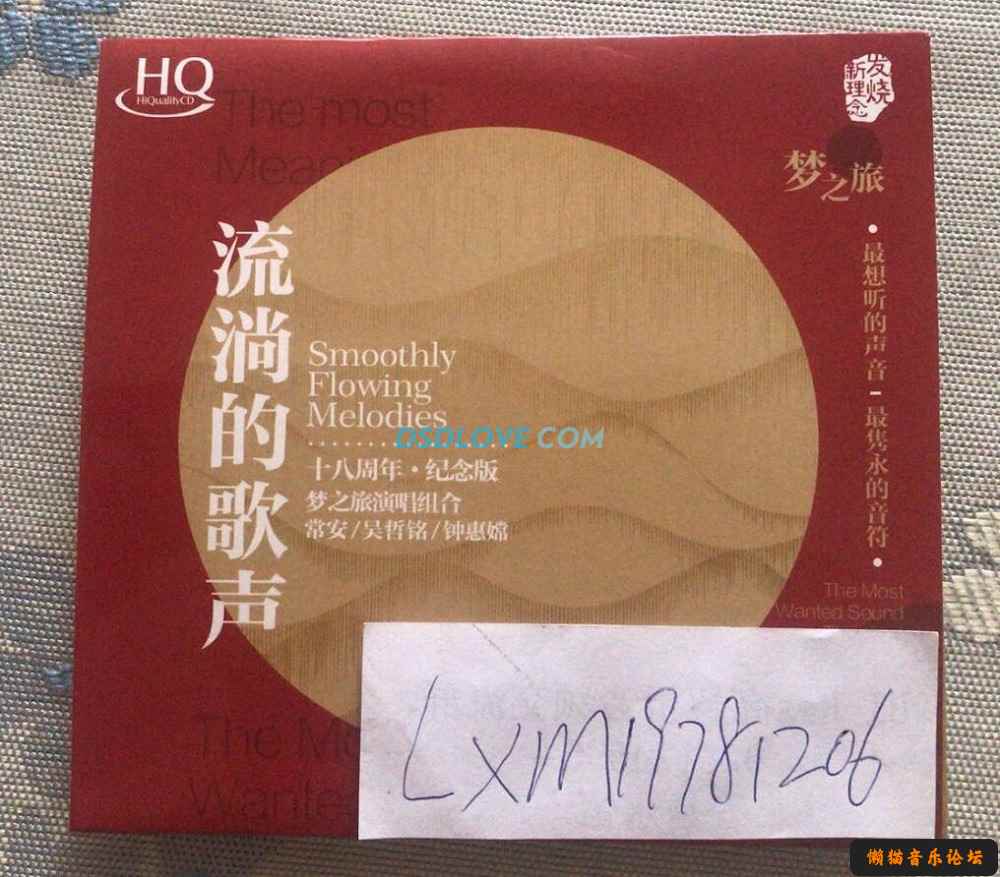 HQ
HiQualityCD
The most
发烧
新理念
梦之旅
流淌的歌声
Smoothly
Flowing
Melodies
DSDLOVE.COM
十八周年·纪念版
梦之旅演唱组合
常安/吴哲铭/钟惠嫦
·最想听的声音-最隽永的音符·
The Most
Wanted Sound
LXM19781206
The Mo
Wante
懒猫音乐论坛